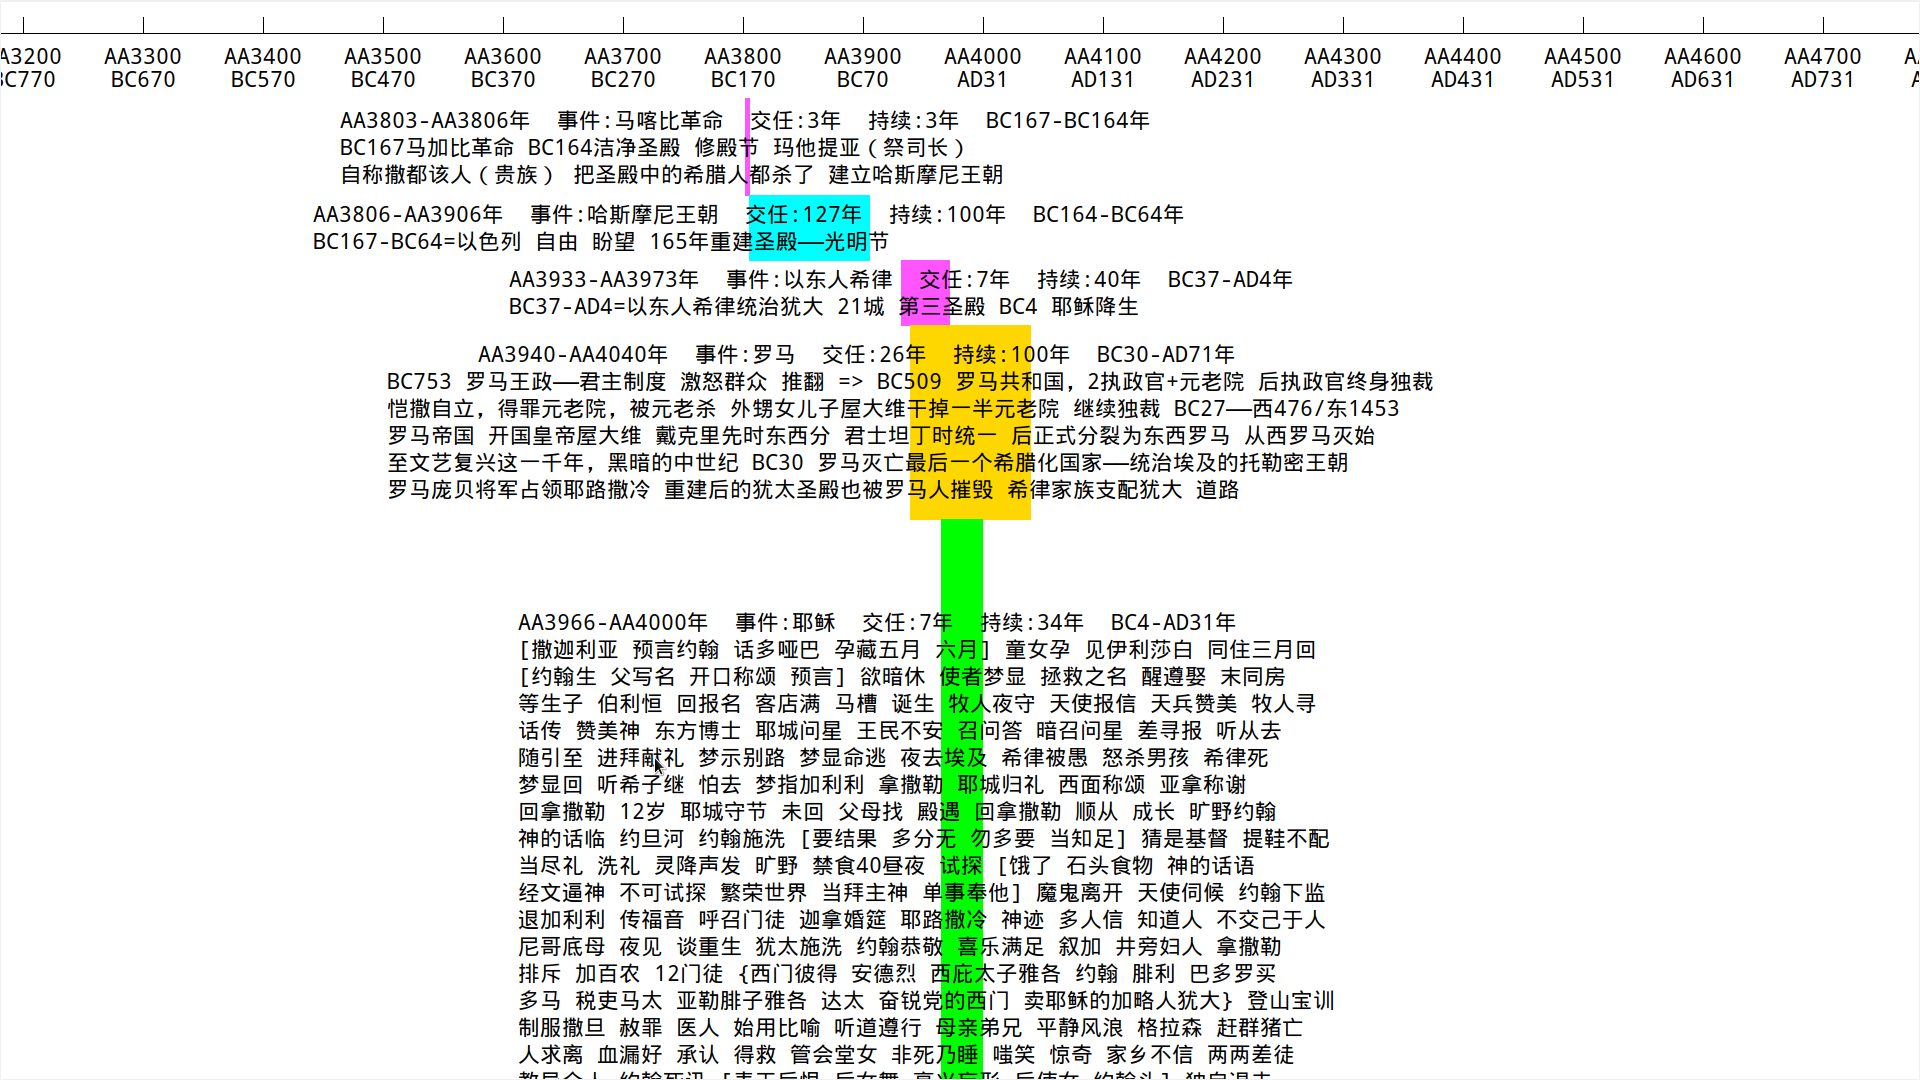 AA3200 AA3300 AA3400 AA3500 AA3600 AA3700 AA3800 AA3900 AA4000 AA4100 AA4200 AA4300 AA4400 AA4500 AA4600 AA4700
BC770 BC670 BC570 BC470 BC370 BC270 BC170 BC70 AD31 AD131 AD231 AD331 AD431 AD531 AD631 AD731
AA3803-AA3806年 事件:马喀比革命 交任:3年 持续:3年 BC167-BC164年
BC167马加比革命 BC164洁净圣殿 修殿节 玛他提亚(祭司长)
自称撒都该人(贵族) 把圣殿中的希腊人都杀了 建立哈斯摩尼王朝
AA3806-AA3906年 事件:哈斯摩尼王朝 交任:127年 持续:100年 BC164-BC64年
BC167-BC64=以色列 自由 盼望 165年重建圣殿——光明节
AA3933-AA3973年 事件:以东人希律 交任:7年 持续:40年 BC37-AD4年
BC37-AD4=以东人希律统治犹大 21城 第三圣殿 BC4 耶稣降生
AA3940-AA4040年 事件:罗马 交任:26年 持续:100年 BC30-AD71年
BC753 罗马王政——君主制度 激怒群众 推翻 => BC509 罗马共和国，2执政官+元老院 后执政官终身独裁
恺撒自立，得罪元老院，被元老杀 外甥女儿子屋大维干掉一半元老院 继续独裁 BC27——西476/东1453
罗马帝国 开国皇帝屋大维 戴克里先时东西分 君士坦丁时统一 后正式分裂为东西罗马 从西罗马灭始
至文艺复兴这一千年，黑暗的中世纪 BC30 罗马灭亡最后一个希腊化国家——统治埃及的托勒密王朝
罗马庞贝将军占领耶路撒冷 重建后的犹太圣殿也被罗马人摧毁 希律家族支配犹大 道路
AA3966-AA4000年 事件:耶稣 交任:7年 持续:34年 BC4-AD31年
[撒迦利亚 预言约翰 话多哑巴 孕藏五月 六月] 童女孕 见伊利莎白 同住三月回
[约翰生 父写名 开口称颂 预言] 欲暗休 使者梦显 拯救之名 醒遵娶 末同房
等生子 伯利恒 回报名 客店满 马槽 诞生 牧人夜守 天使报信 天兵赞美 牧人寻
话传 赞美神 东方博士 耶城问星 王民不安 召问答 暗召问星 差寻报 听从去
随引至 进拜献礼 梦示别路 梦显命逃 夜去埃及 希律被愚 怒杀男孩 希律死
梦显回 听希子继 怕去 梦指加利利 拿撒勒 耶城归礼 西面称颂 亚拿称谢
回拿撒勒 12岁 耶城守节 未回 父母找 殿遇 回拿撒勒 顺从 成长 旷野约翰
神的话临 约旦河 约翰施洗 [要结果 多分无 勿多要 当知足] 猜是基督 提鞋不配
当尽礼 洗礼 灵降声发 旷野 禁食40昼夜 试探 [饿了 石头食物 神的话语
经文逼神 不可试探 繁荣世界 当拜主神 单事奉他] 魔鬼离开 天使伺候 约翰下监
退加利利 传福音 呼召门徒 迦拿婚筵 耶路撒冷 神迹 多人信 知道人 不交己于人
尼哥底母 夜见 谈重生 犹太施洗 约翰恭敬 喜乐满足 叙加 井旁妇人 拿撒勒
排斥 加百农 12门徒 {西门彼得 安德烈 西庇太子雅各 约翰 腓利 巴多罗买
多马 税吏马太 亚勒腓子雅各 达太 奋锐党的西门 卖耶稣的加略人犹大} 登山宝训
制服撒旦 赦罪 医人 始用比喻 听道遵行 母亲弟兄 平静风浪 格拉森 赶群猪亡
人求离 血漏好 承认 得救 管会堂女 非死乃睡 嗤笑 惊奇 家乡不信 两两差徒